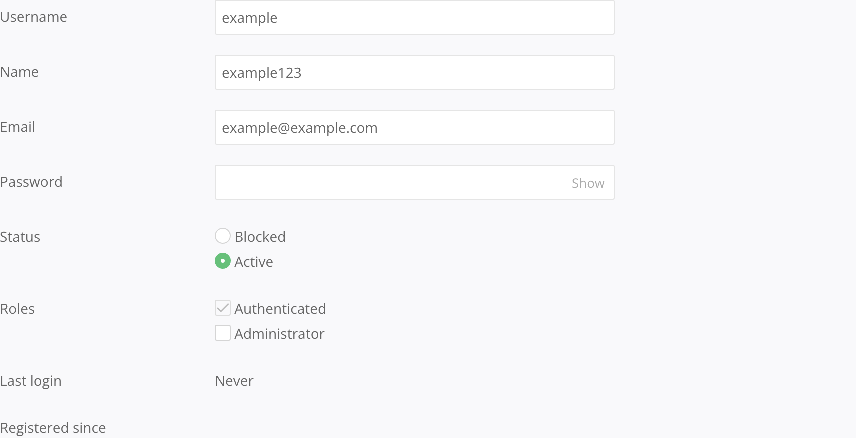 Username example
Name example123
Email example@example.com
Password Show
Status Blocked
Active
Roles Authenticated
Administrator
Last login Never
Registered since